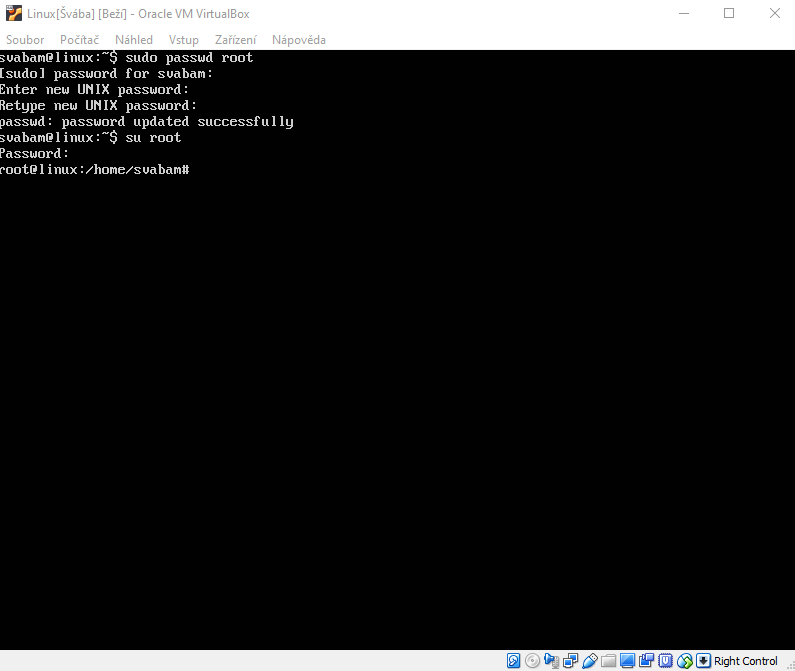 Linux[Švába] [Beží] - Oracle VM VirtualBox
Soubor Počítač Náhled Vstup Zařízení Nápověda
svabam@linux:~$ sudo passwd root
[sudo] password for svabam:
Enter new UNIX password:
Retype new UNIX password:
passwd: password updated successfully
svabam@linux:~$ su root
Password:
root@linux:/home/svabam#
Right Control